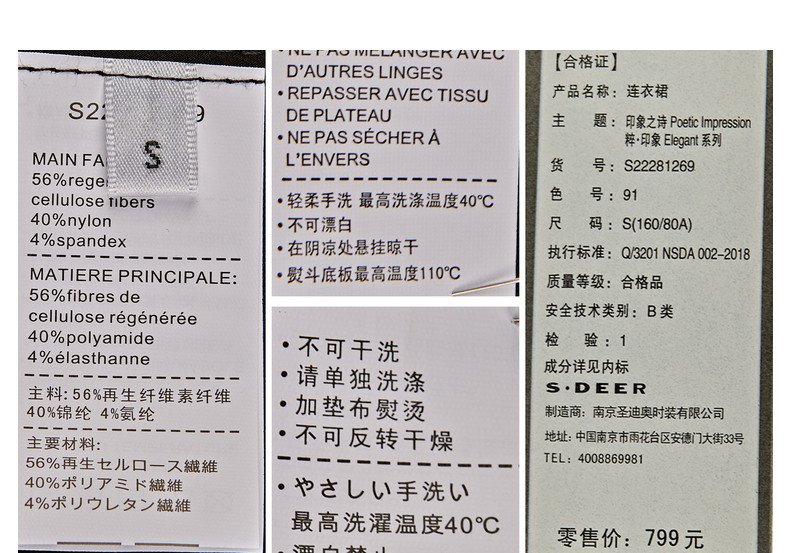 S22
9
S
MAIN FA
56%rege
cellulose fibers
40%nylon
4%spandex
MATIERE PRINCIPALE:
56%fibres de
cellulose régénérée
40%polyamide
4%élasthanne
主料: 56%再生纤维素纤维
40%锦纶 4%氨纶
主要材料:
56%再生セルロース繊維
40%ポリアミド繊維
4%ポリウレタン繊維
•NE PAS MÉLANGER AVEC
D'AUTRES LINGES
•REPASSER AVEC TISSU
DE PLATEAU
•NE PAS SÉCHER À
L'ENVERS
•轻柔手洗 最高洗涤温度40℃
•不可漂白
•在阴凉处悬挂晾干
•熨斗底板最高温度110℃
•不可干洗
•请单独洗涤
•加垫布熨烫
•不可反转干燥
•やさしい手洗い
最高洗濯温度40℃
•漂白禁止
【合格证】
产品名称: 连衣裙
主 题: 印象之诗 Poetic Impression
粹·印象 Elegant 系列
货 号: S22281269
色 号: 91
尺 码: S(160/80A)
执行标准: Q/3201 NSDA 002-2018
质量等级: 合格品
安全技术类别: B 类
检 验: 1
成分详见内标
S·DEER
制造商: 南京圣迪奥时装有限公司
地址: 中国南京市雨花台区安德门大街33号
TEL: 4008869981
零售价: 799 元